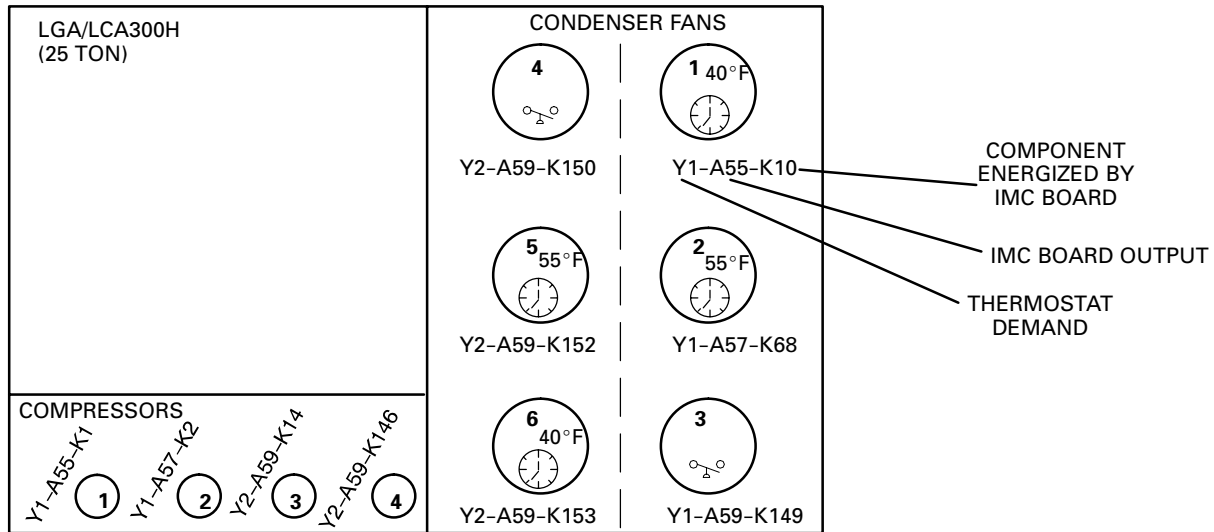 LGA/LCA300H
(25 TON)
CONDENSER FANS
4
1 40°F
Y2–A59–K150
Y1–A55–K10
COMPONENT
ENERGIZED BY
IMC BOARD
IMC BOARD OUTPUT
THERMOSTAT
DEMAND
5 55°F
2 55°F
Y2–A59–K152
Y1–A57–K68
6 40°F
3
Y2–A59–K153
Y1–A59–K149
COMPRESSORS
Y1–A55–K1
Y1–A57–K2
Y2–A59–K14
Y2–A59–K146
1
2
3
4